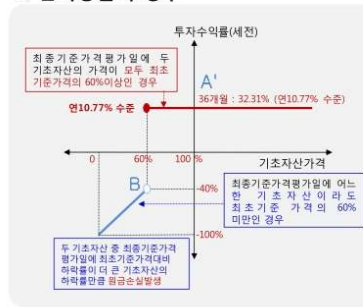 투자수익률(세전)
최종기준가격평가일에 두
기초자산의 가격이 모두 최초
기준가격의 60%이상인 경우
A'
36개월 : 32.31% (연10.77% 수준)
연10.77% 수준
0 60% 100 %
기초자산가격
B
-40%
최종기준가격평가일에 어느
한 기초자산이라도
최초기준 가격의 60%
미만인 경우
-100%
두 기초자산 중 최종기준가격
평가일에 최초기준가격대비
하락률이 더 큰 기초자산의
하락률만큼 원금손실발생